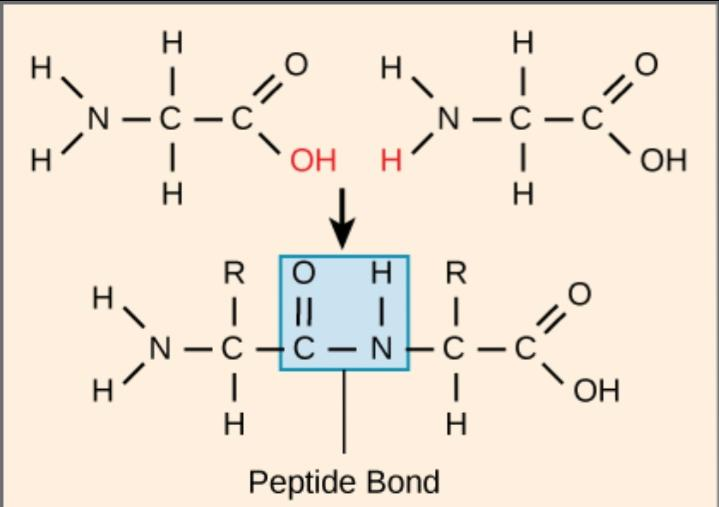 H H O H H O
N C C N C C
H H OH H H OH
H R O H R O
N C C N C C
H H H OH
Peptide Bond